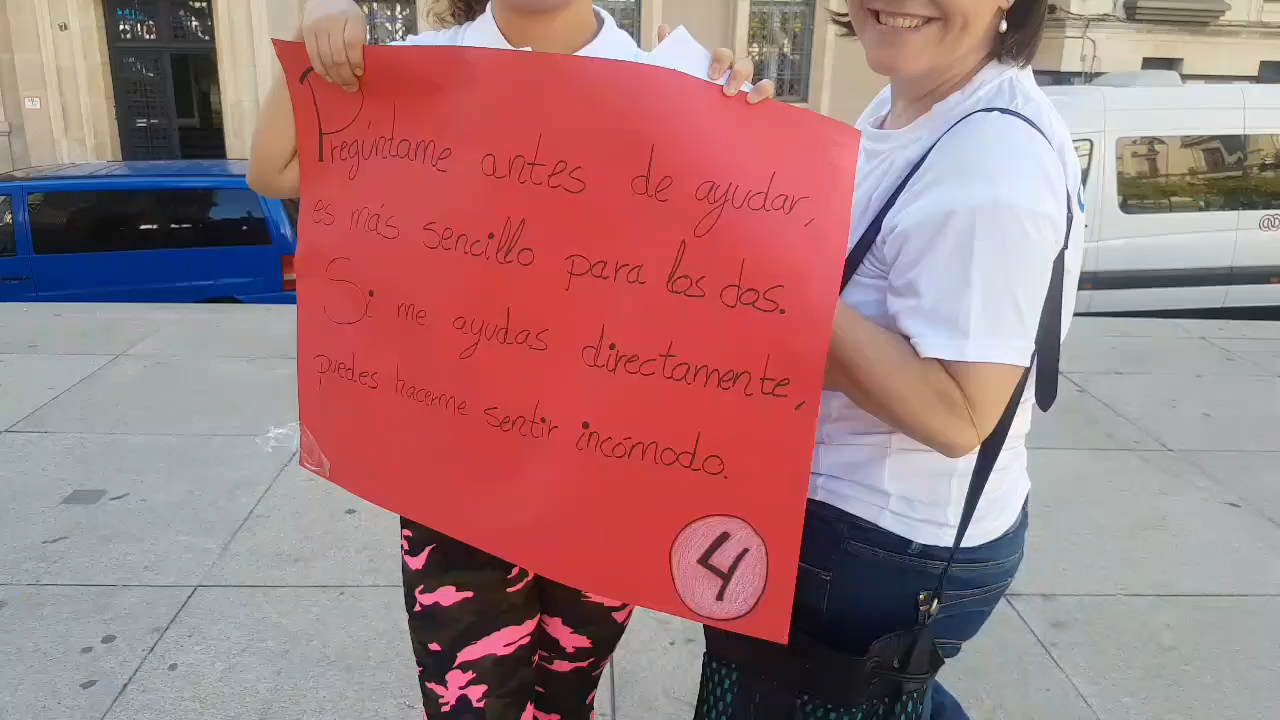 Pregúntame antes de ayudar,
es más sencillo para los dos.
Si me ayudas directamente,
puedes hacerme sentir incómodo.
4